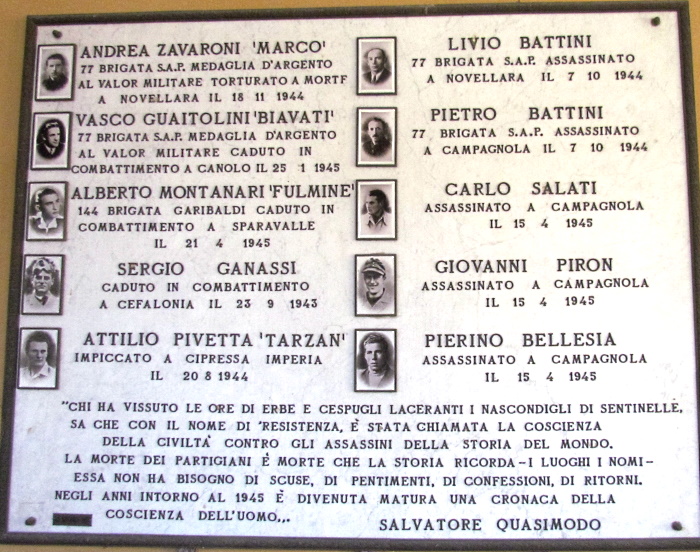 ANDREA ZAVARONI 'MARCO'
77 BRIGATA S.A.P. MEDAGLIA D'ARGENTO
AL VALOR MILITARE TORTURATO A MORTE
A NOVELLARA IL 18 11 1944
VASCO GUAITOLINI 'BIAVATI'
77 BRIGATA S.A.P. MEDAGLIA D'ARGENTO
AL VALOR MILITARE CADUTO IN
COMBATTIMENTO A CANOLO IL 25 1 1945
ALBERTO MONTANARI 'FULMINE'
144 BRIGATA GARIBALDI CADUTO IN
COMBATTIMENTO A SPARAVALLE
IL 21 4 1945
SERGIO GANASSI
CADUTO IN COMBATTIMENTO
A CEFALONIA IL 23 9 1943
ATTILIO PIVETTA 'TARZAN'
IMPICCATO A CIPRESSA IMPERIA
IL 20 8 1944
LIVIO BATTINI
77 BRIGATA S.A.P. ASSASSINATO
A NOVELLARA IL 7 10 1944
PIETRO BATTINI
77 BRIGATA S.A.P. ASSASSINATO
A CAMPAGNOLA IL 7 10 1944
CARLO SALATI
ASSASSINATO A CAMPAGNOLA
IL 15 4 1945
GIOVANNI PIRON
ASSASSINATO A CAMPAGNOLA
IL 15 4 1945
PIERINO BELLESIA
ASSASSINATO A CAMPAGNOLA
IL 15 4 1945
"CHI HA VISSUTO LE ORE DI ERBE E CESPUGLI LACERANTI I NASCONDIGLI DI SENTINELLE,
SA CHE CON IL NOME DI 'RESISTENZA, È STATA CHIAMATA LA COSCIENZA
DELLA CIVILTA' CONTRO GLI ASSASSINI DELLA STORIA DEL MONDO.
LA MORTE DEI PARTIGIANI È MORTE CHE LA STORIA RICORDA - I LUOGHI I NOMI -
ESSA NON HA BISOGNO DI SCUSE, DI PENTIMENTI, DI CONFESSIONI, DI RITORNI.
NEGLI ANNI INTORNO AL 1945 È DIVENUTA MATURA UNA CRONACA DELLA
COSCIENZA DELL'UOMO...
SALVATORE QUASIMODO